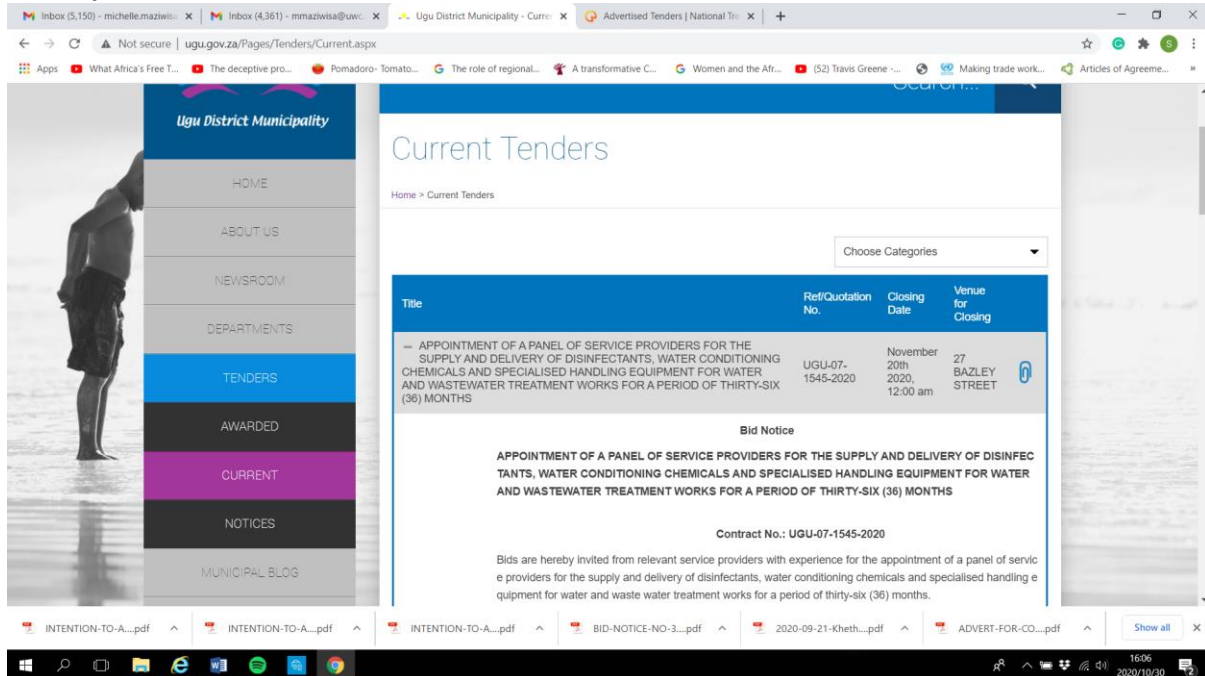 Inbox (5,150) - michelle.maziwisa
Inbox (4,361) - mmaziwisa@uwc.
Ugu District Municipality - Curre
Advertised Tenders | National Tre
Not secure | ugu.gov.za/Pages/Tenders/Current.aspx
Apps
What Africa's Free T...
The deceptive pro...
Pomadoro- Tomato...
The role of regional...
A transformative C...
Women and the Afr...
(52) Travis Greene -...
Making trade work...
Articles of Agreeme...
Ugu District Municipality
HOME
ABOUT US
NEWSROOM
DEPARTMENTS
TENDERS
AWARDED
CURRENT
NOTICES
MUNICIPAL BLOG
Current Tenders
Home > Current Tenders
Choose Categories
Title
Ref/Quotation
No.
Closing
Date
Venue
for
Closing
— APPOINTMENT OF A PANEL OF SERVICE PROVIDERS FOR THE
SUPPLY AND DELIVERY OF DISINFECTANTS, WATER CONDITIONING
CHEMICALS AND SPECIALISED HANDLING EQUIPMENT FOR WATER
AND WASTEWATER TREATMENT WORKS FOR A PERIOD OF THIRTY-SIX
(36) MONTHS
UGU-07-
1545-2020
November
20th
2020,
12:00 am
27
BAZLEY
STREET
Bid Notice
APPOINTMENT OF A PANEL OF SERVICE PROVIDERS FOR THE SUPPLY AND DELIVERY OF DISINFEC
TANTS, WATER CONDITIONING CHEMICALS AND SPECIALISED HANDLING EQUIPMENT FOR WATER
AND WASTEWATER TREATMENT WORKS FOR A PERIOD OF THIRTY-SIX (36) MONTHS
Contract No.: UGU-07-1545-2020
Bids are hereby invited from relevant service providers with experience for the appointment of a panel of servic
e providers for the supply and delivery of disinfectants, water conditioning chemicals and specialised handling e
quipment for water and waste water treatment works for a period of thirty-six (36) months.
INTENTION-TO-A....pdf
INTENTION-TO-A....pdf
INTENTION-TO-A....pdf
BID-NOTICE-NO-3....pdf
2020-09-21-Kheth....pdf
ADVERT-FOR-CO....pdf
Show all
16:06
2020/10/30